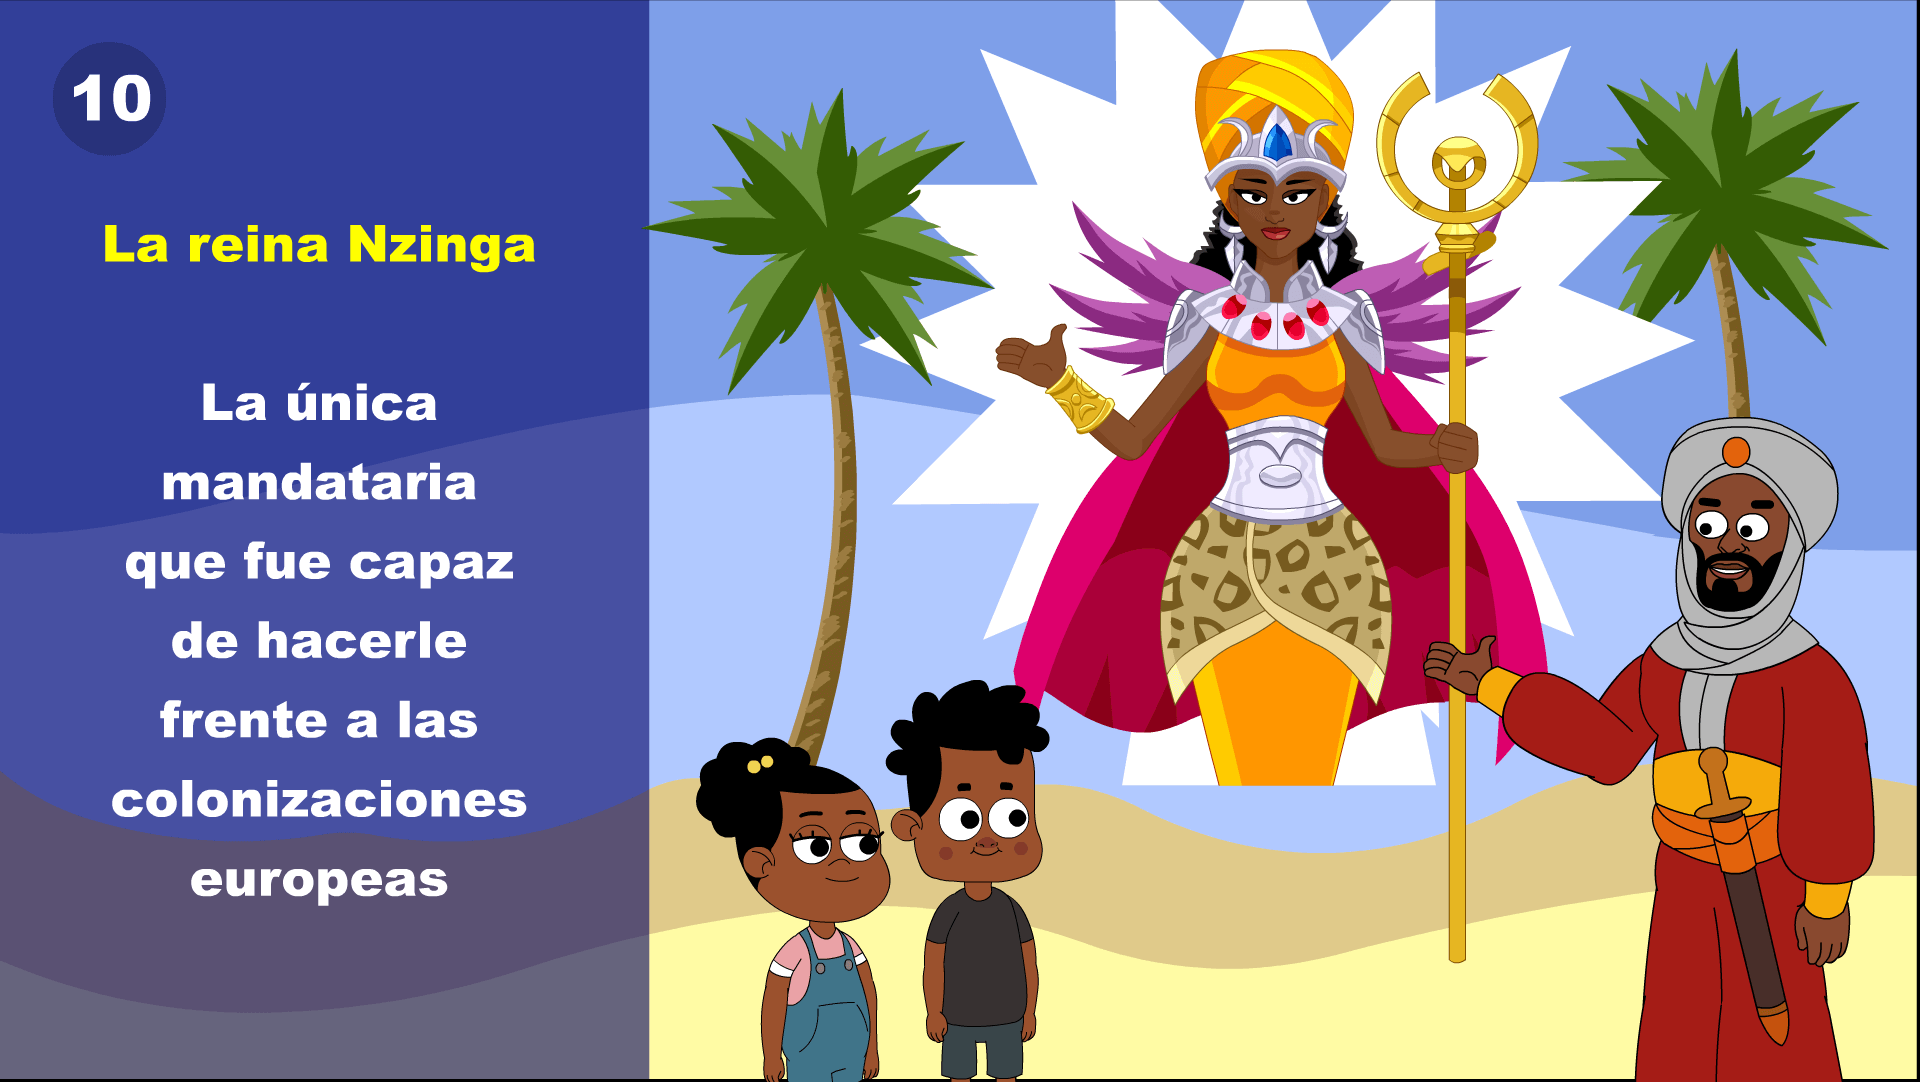 10
La reina Nzinga
La única
mandataria
que fue capaz
de hacerle
frente a las
colonizaciones
europeas